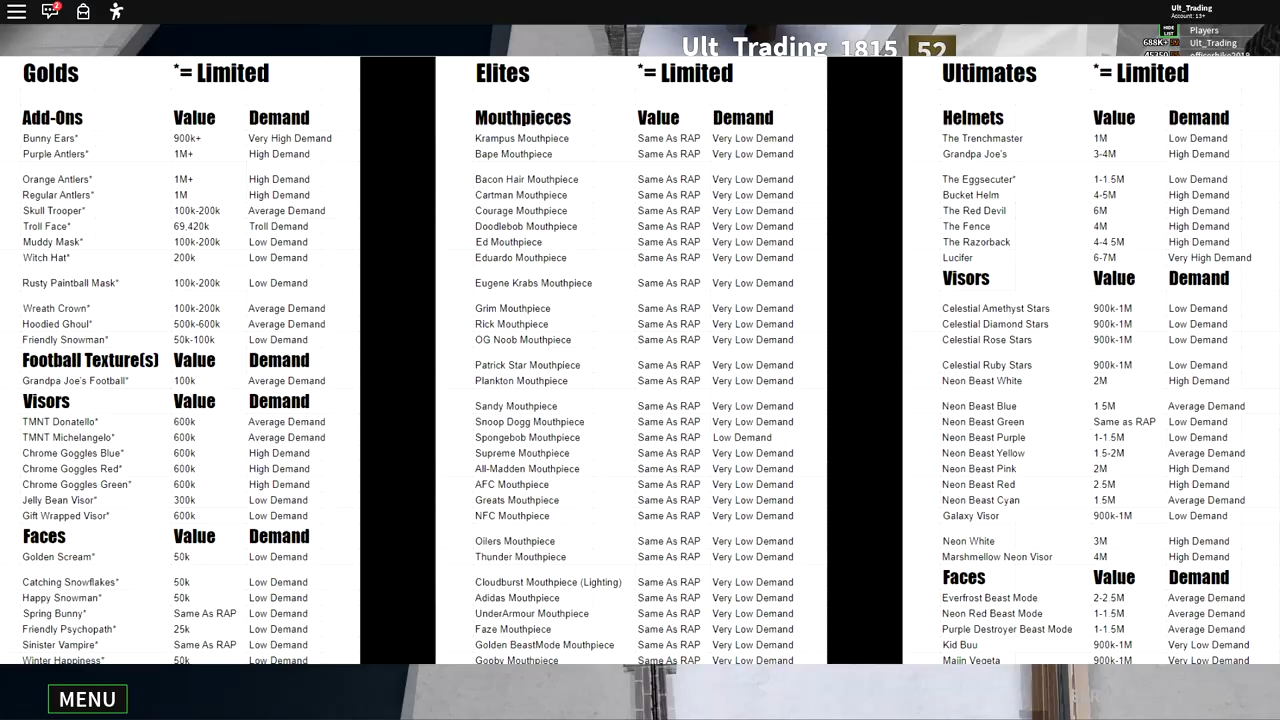 2
Ult_Trading
Account: 13+
HIDE LIST
Players
Ult_Trading 1815 52
688K+
Ult_Trading
Golds *= Limited
Add-Ons Value Demand
Bunny Ears* 900k+ Very High Demand
Purple Antlers* 1M+ High Demand
Orange Antlers* 1M+ High Demand
Regular Antlers* 1M High Demand
Skull Trooper* 100k-200k Average Demand
Troll Face* 69,420k Troll Demand
Muddy Mask* 100k-200k Low Demand
Witch Hat* 200k Low Demand
Rusty Paintball Mask* 100k-200k Low Demand
Wreath Crown* 100k-200k Average Demand
Hoodied Ghoul* 500k-600k Average Demand
Friendly Snowman* 50k-100k Low Demand
Football Texture(s) Value Demand
Grandpa Joe's Football* 100k Average Demand
Visors Value Demand
TMNT Donatello* 600k Average Demand
TMNT Michelangelo* 600k Average Demand
Chrome Goggles Blue* 600k High Demand
Chrome Goggles Red* 600k High Demand
Chrome Goggles Green* 600k High Demand
Jelly Bean Visor* 300k Low Demand
Gift Wrapped Visor* 600k Low Demand
Faces Value Demand
Golden Scream* 50k Low Demand
Catching Snowflakes* 50k Low Demand
Happy Snowman* 50k Low Demand
Spring Bunny* Same As RAP Low Demand
Friendly Psychopath* 25k Low Demand
Sinister Vampire* Same As RAP Low Demand
Winter Happiness* 50k Low Demand
Elites *= Limited
Mouthpieces Value Demand
Krampus Mouthpiece Same As RAP Very Low Demand
Bape Mouthpiece Same As RAP Very Low Demand
Bacon Hair Mouthpiece Same As RAP Very Low Demand
Cartman Mouthpiece Same As RAP Very Low Demand
Courage Mouthpiece Same As RAP Very Low Demand
Doodlebob Mouthpiece Same As RAP Very Low Demand
Ed Mouthpiece Same As RAP Very Low Demand
Eduardo Mouthpiece Same As RAP Very Low Demand
Eugene Krabs Mouthpiece Same As RAP Very Low Demand
Grim Mouthpiece Same As RAP Very Low Demand
Rick Mouthpiece Same As RAP Very Low Demand
OG Noob Mouthpiece Same As RAP Very Low Demand
Patrick Star Mouthpiece Same As RAP Very Low Demand
Plankton Mouthpiece Same As RAP Very Low Demand
Sandy Mouthpiece Same As RAP Very Low Demand
Snoop Dogg Mouthpiece Same As RAP Very Low Demand
Spongebob Mouthpiece Same As RAP Low Demand
Supreme Mouthpiece Same As RAP Very Low Demand
All-Madden Mouthpiece Same As RAP Very Low Demand
AFC Mouthpiece Same As RAP Very Low Demand
Greats Mouthpiece Same As RAP Very Low Demand
NFC Mouthpiece Same As RAP Very Low Demand
Oilers Mouthpiece Same As RAP Very Low Demand
Thunder Mouthpiece Same As RAP Very Low Demand
Cloudburst Mouthpiece (Lighting) Same As RAP Very Low Demand
Adidas Mouthpiece Same As RAP Very Low Demand
UnderArmour Mouthpiece Same As RAP Very Low Demand
Faze Mouthpiece Same As RAP Very Low Demand
Golden BeastMode Mouthpiece Same As RAP Very Low Demand
Gooby Mouthpiece Same As RAP Very Low Demand
Ultimates *= Limited
Helmets Value Demand
The Trenchmaster 1M Low Demand
Grandpa Joe's 3-4M High Demand
The Eggsecuter* 1-1.5M Low Demand
Bucket Helm 4-5M High Demand
The Red Devil 6M High Demand
The Fence 4M High Demand
The Razorback 4-4.5M High Demand
Lucifer 6-7M Very High Demand
Visors Value Demand
Celestial Amethyst Stars 900k-1M Low Demand
Celestial Diamond Stars 900k-1M Low Demand
Celestial Rose Stars 900k-1M Low Demand
Celestial Ruby Stars 900k-1M Low Demand
Neon Beast White 2M High Demand
Neon Beast Blue 1.5M Average Demand
Neon Beast Green Same as RAP Low Demand
Neon Beast Purple 1-1.5M Low Demand
Neon Beast Yellow 1.5-2M Average Demand
Neon Beast Pink 2M High Demand
Neon Beast Red 2.5M High Demand
Neon Beast Cyan 1.5M Average Demand
Galaxy Visor 900k-1M Low Demand
Neon White 3M High Demand
Marshmellow Neon Visor 4M High Demand
Faces Value Demand
Everfrost Beast Mode 2-2.5M Average Demand
Neon Red Beast Mode 1-1.5M Average Demand
Purple Destroyer Beast Mode 1-1.5M Average Demand
Kid Buu 900k-1M Very Low Demand
Majin Vegeta 900k-1M Very Low Demand
MENU